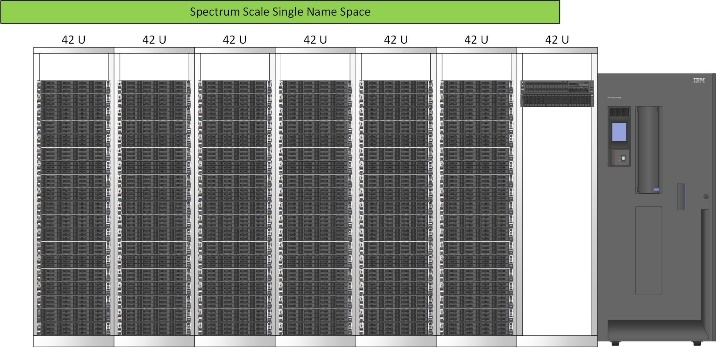 Spectrum Scale Single Name Space
42 U 42 U 42 U 42 U 42 U 42 U 42 U
IBM